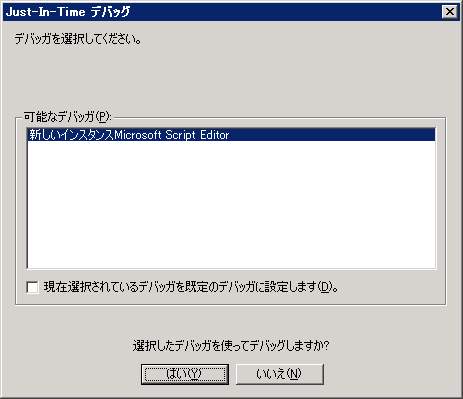 Just-In-Time デバッグ
デバッガを選択してください。
可能なデバッガ(P):
新しいインスタンスMicrosoft Script Editor
現在選択されているデバッガを既定のデバッガに設定します(D)。
選択したデバッガを使ってデバッグしますか?
はい(Y)
いいえ(N)